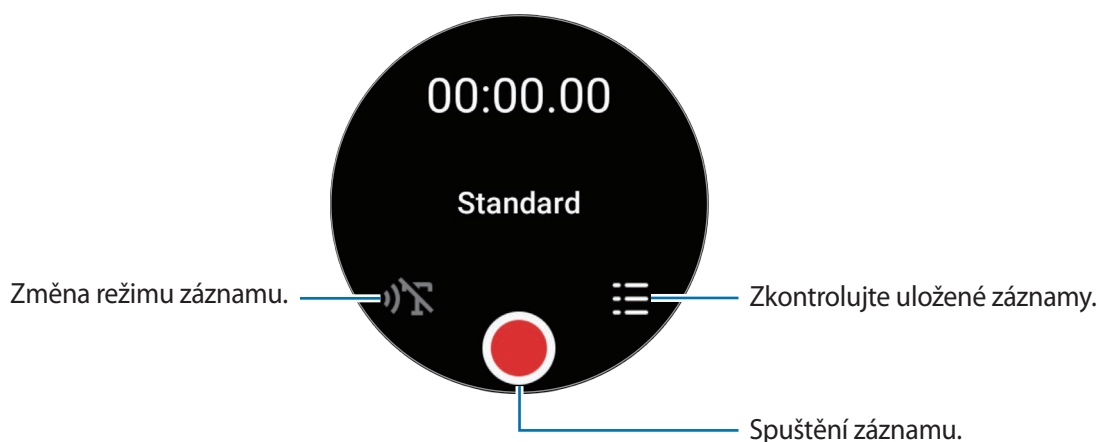 00:00.00
Standard
Změna režimu záznamu.
Zkontrolujte uložené záznamy.
Spuštění záznamu.